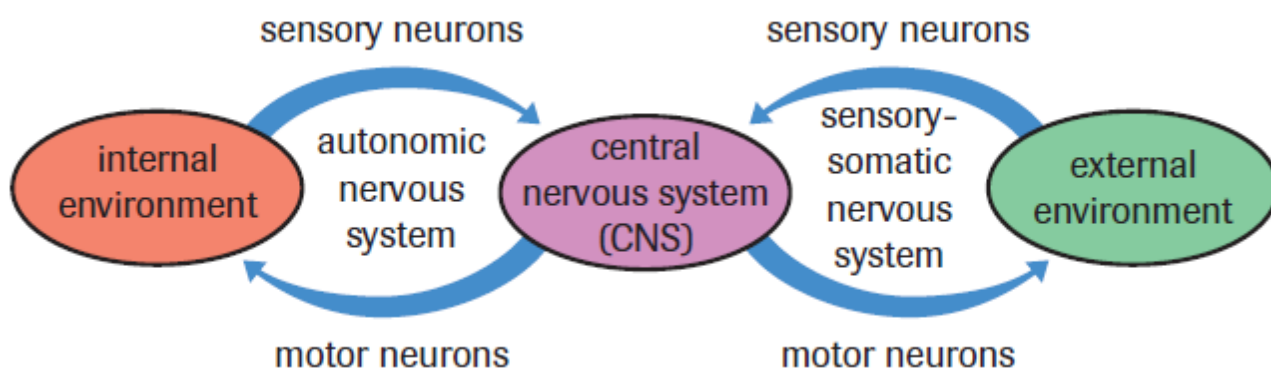 sensory neurons
sensory neurons
internal
environment
autonomic
nervous
system
central
nervous system
(CNS)
sensory-
somatic
nervous
system
external
environment
motor neurons
motor neurons